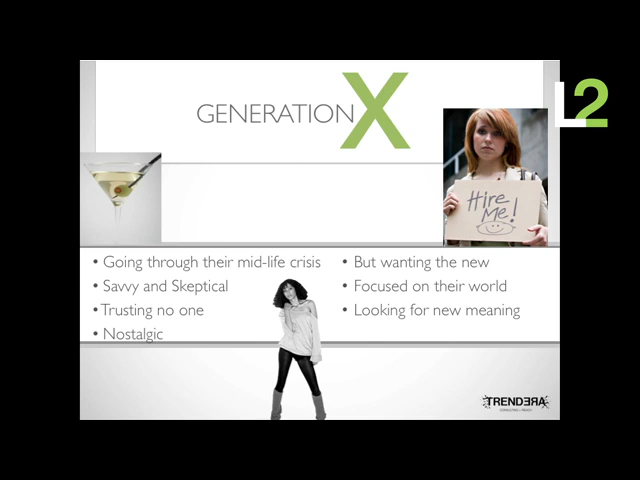 GENERATION X
L2
Hire
Me!
• Going through their mid-life crisis
• Savvy and Skeptical
• Trusting no one
• Nostalgic
• But wanting the new
• Focused on their world
• Looking for new meaning
TRENDERA